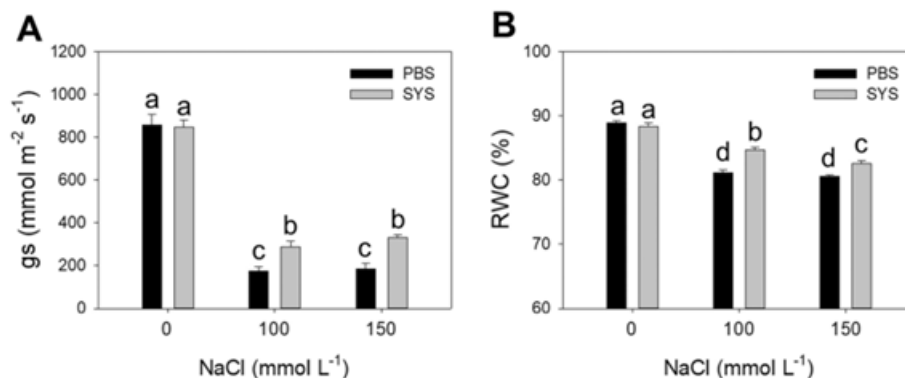 A
gs (mmol m⁻² s⁻¹)
1200
1000
800
600
400
200
0
PBS
SYS
a a
c b
c b
0 100 150
NaCl (mmol L⁻¹)
B
RWC (%)
100
90
80
70
60
PBS
SYS
a a
d b
d c
0 100 150
NaCl (mmol L⁻¹)